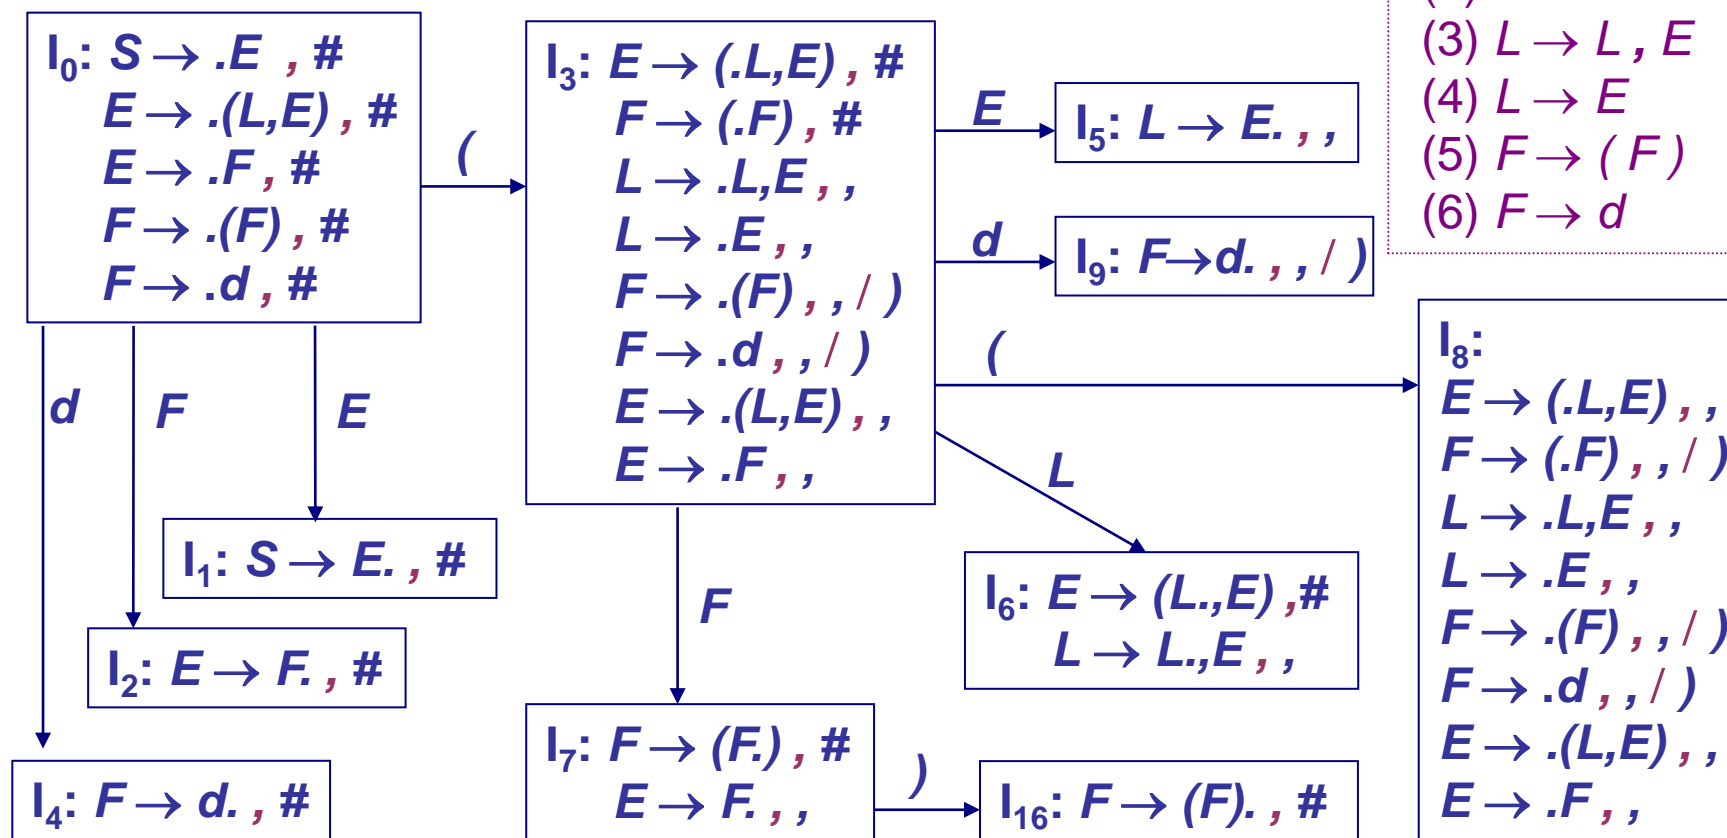 I0: S → .E , #
E → .(L,E) , #
E → .F , #
F → .(F) , #
F → .d , #
(
d
F
E
I1: S → E. , #
I2: E → F. , #
I4: F → d. , #
I3: E → (.L,E) , #
F → (.F) , #
L → .L,E , ,
L → .E , ,
F → .(F) , , / )
F → .d , , / )
E → .(L,E) , ,
E → .F , ,
E
I5: L → E. , ,
d
I9: F→d. , , / )
(
L
I6: E → (L.,E) ,#
L → L.,E , ,
F
I7: F → (F.) , #
E → F. , ,
)
I16: F → (F). , #
(3) L → L , E
(4) L → E
(5) F → ( F )
(6) F → d
I8:
E → (.L,E) , ,
F → (.F) , , / )
L → .L,E , ,
L → .E , ,
F → .(F) , , / )
F → .d , , / )
E → .(L,E) , ,
E → .F , ,